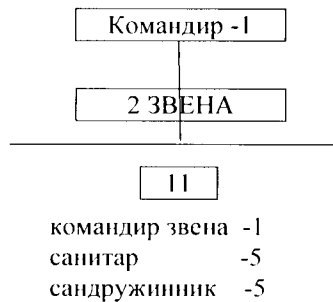 Командир -1
2 ЗВЕНА
11
командир звена -1
санитар -5
сандружинник -5